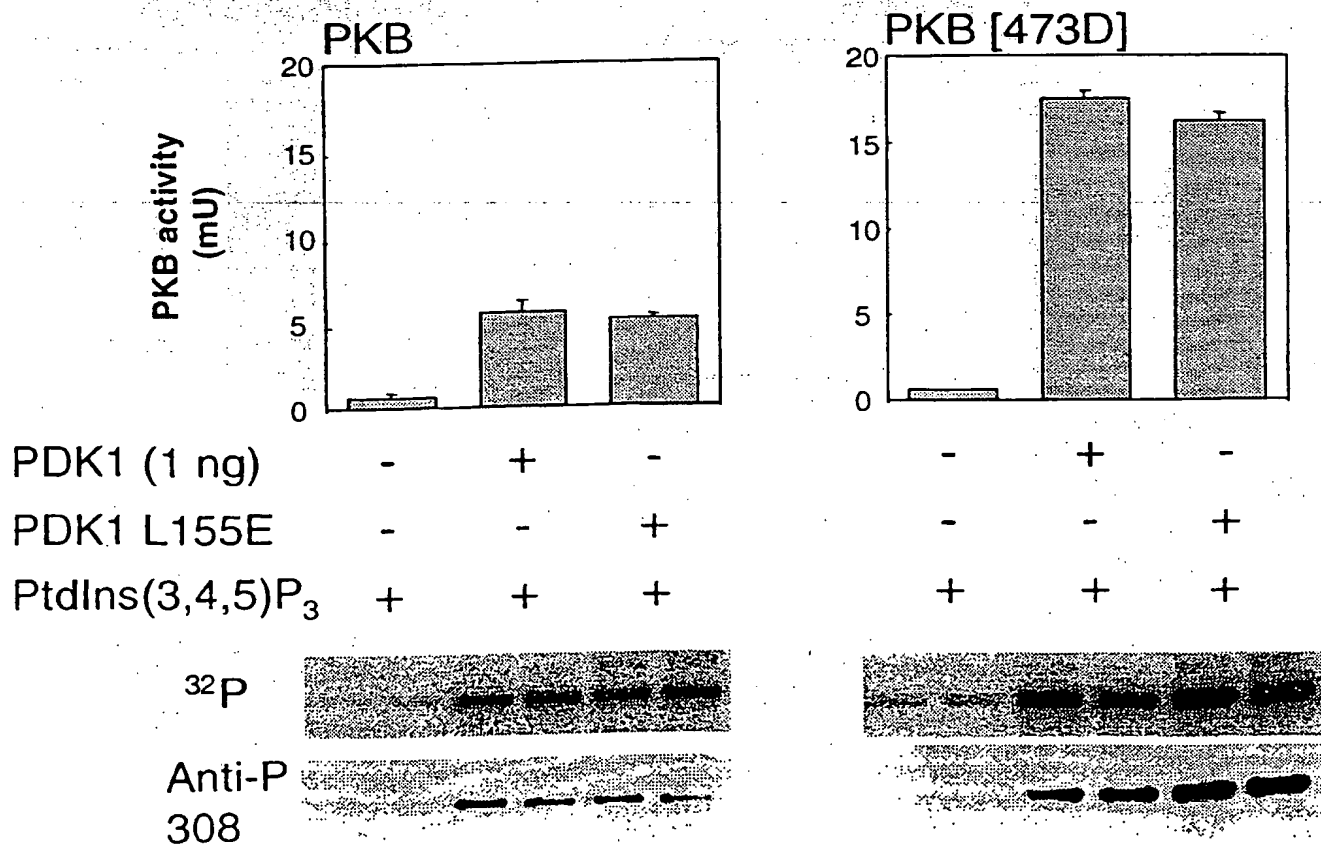 PKB
PKB [473D]
20
15
10
5
0
PKB activity
(mU)
20
15
10
5
0
PDK1 (1 ng) - + - - + -
PDK1 L155E - - + - - +
PtdIns(3,4,5)P₃ + + + + + +
³²P
Anti-P
308